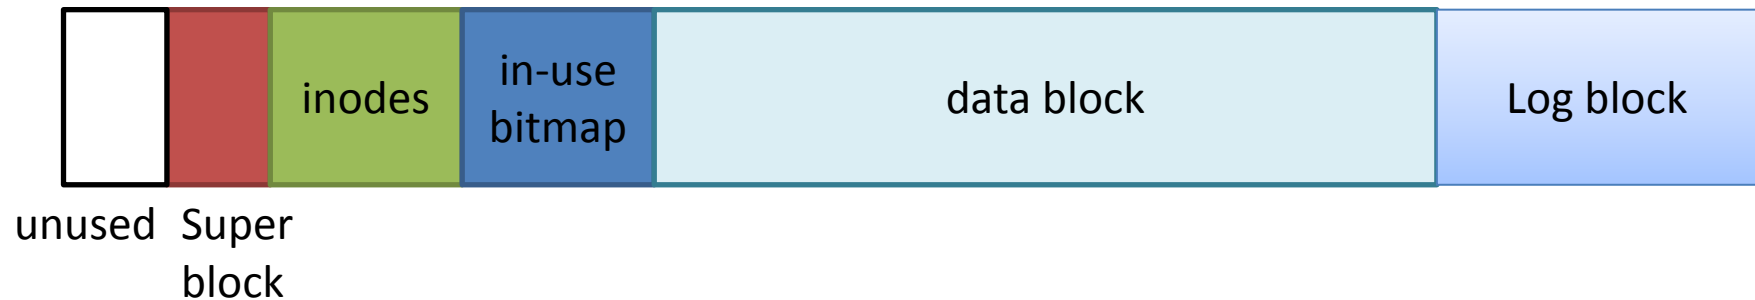 inodes
in-use
bitmap
data block
Log block
unused
Super
block